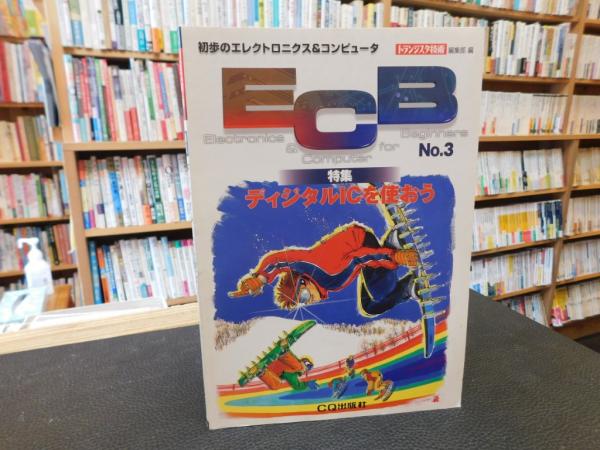 初歩のエレクトロニクス&コンピュータ
トランジスタ技術 編集部 編
ECB
Electronics & Computer for Beginners
No.3
特集
ディジタルICを使おう
CQ出版社